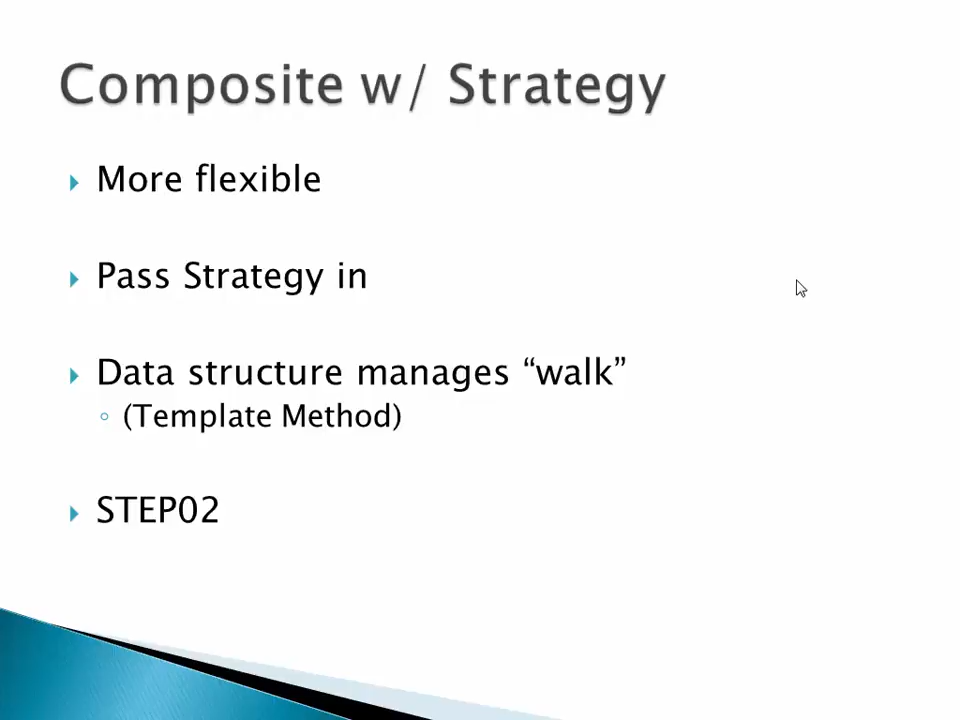 Composite w/ Strategy
More flexible
Pass Strategy in
Data structure manages “walk”
(Template Method)
STEP02